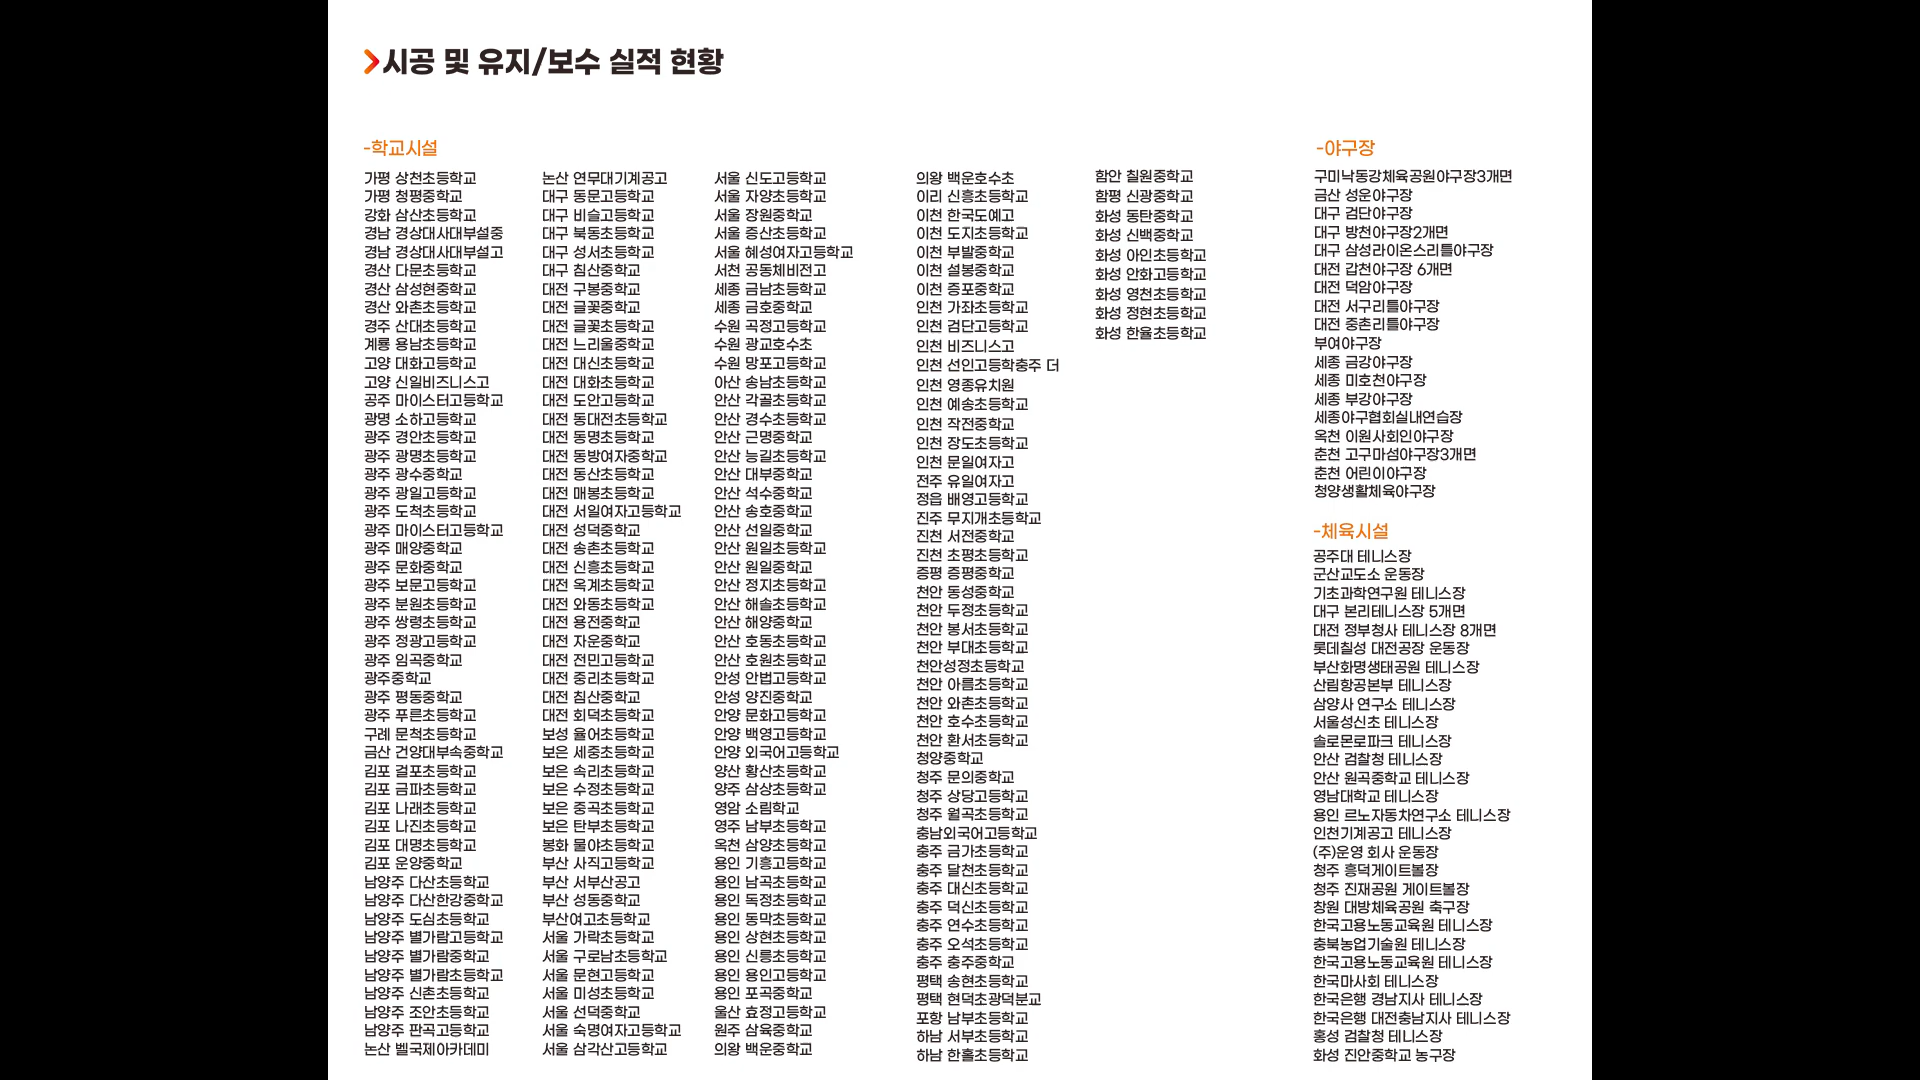 시공 및 유지/보수 실적 현황
-학교시설
가평 상천초등학교
가평 청평중학교
강화 삼산초등학교
경남 경상대사대부설중
경남 경상대사대부설고
경산 다문초등학교
경산 삼성현중학교
경산 와촌초등학교
경주 산대초등학교
계룡 용남초등학교
고양 대화고등학교
고양 신일비즈니스고
공주 마이스터고등학교
광명 소하고등학교
광주 경안초등학교
광주 광명초등학교
광주 광수중학교
광주 광일고등학교
광주 도척초등학교
광주 마이스터고등학교
광주 매양중학교
광주 문화중학교
광주 보문고등학교
광주 분원초등학교
광주 쌍령초등학교
광주 정광고등학교
광주 임곡중학교
광주중학교
광주 평동중학교
광주 푸른초등학교
구례 문척초등학교
금산 건양대부속중학교
김포 걸포초등학교
김포 금파초등학교
김포 나래초등학교
김포 나진초등학교
김포 대명초등학교
김포 운양중학교
남양주 다산초등학교
남양주 다산한강중학교
남양주 도심초등학교
남양주 별가람고등학교
남양주 별가람중학교
남양주 별가람초등학교
남양주 신촌초등학교
남양주 조안초등학교
남양주 판곡고등학교
논산 벨국제아카데미
논산 연무대기계공고
대구 동문고등학교
대구 비슬고등학교
대구 북동초등학교
대구 성서초등학교
대구 침산중학교
대전 구봉중학교
대전 글꽃중학교
대전 글꽃초등학교
대전 느리울중학교
대전 대신초등학교
대전 대화초등학교
대전 도안고등학교
대전 동대전초등학교
대전 동명초등학교
대전 동방여자중학교
대전 동산초등학교
대전 매봉초등학교
대전 서일여자고등학교
대전 성덕중학교
대전 송촌초등학교
대전 신흥초등학교
대전 옥계초등학교
대전 와동초등학교
대전 용전중학교
대전 자운중학교
대전 전민고등학교
대전 중리초등학교
대전 침산중학교
대전 회덕초등학교
보성 율어초등학교
보은 세중초등학교
보은 속리초등학교
보은 수정초등학교
보은 중곡초등학교
보은 탄부초등학교
봉화 물야초등학교
부산 사직고등학교
부산 서부산공고
부산 성동중학교
부산여고초등학교
서울 가락초등학교
서울 구로남초등학교
서울 문현고등학교
서울 미성초등학교
서울 선덕중학교
서울 숙명여자고등학교
서울 삼각산고등학교
서울 신도고등학교
서울 자양초등학교
서울 장원중학교
서울 증산초등학교
서울 혜성여자고등학교
서천 공동체비전고
세종 금남초등학교
세종 금호중학교
수원 곡정고등학교
수원 광교호수초
수원 망포고등학교
아산 송남초등학교
안산 각골초등학교
안산 경수초등학교
안산 근명중학교
안산 능길초등학교
안산 대부중학교
안산 석수중학교
안산 송호중학교
안산 선일중학교
안산 원일초등학교
안산 원일중학교
안산 정지초등학교
안산 해솔초등학교
안산 해양중학교
안산 호동초등학교
안산 호원초등학교
안성 안법고등학교
안성 양진중학교
안양 문화고등학교
안양 백영고등학교
안양 외국어고등학교
양산 황산초등학교
양주 삼상초등학교
영암 소림학교
영주 남부초등학교
옥천 삼양초등학교
용인 기흥고등학교
용인 남곡초등학교
용인 독정초등학교
용인 동막초등학교
용인 상현초등학교
용인 신릉초등학교
용인 용인고등학교
용인 포곡중학교
울산 효정고등학교
원주 삼육중학교
의왕 백운중학교
의왕 백운호수초
이리 신흥초등학교
이천 한국도예고
이천 도지초등학교
이천 부발중학교
이천 설봉중학교
이천 증포중학교
인천 가좌초등학교
인천 검단고등학교
인천 비즈니스고
인천 선인고등학충주 더
인천 영종유치원
인천 예송초등학교
인천 작전중학교
인천 장도초등학교
인천 문일여자고
전주 유일여자고
정읍 배영고등학교
진주 무지개초등학교
진천 서전중학교
진천 초평초등학교
증평 증평중학교
천안 동성중학교
천안 두정초등학교
천안 봉서초등학교
천안 부대초등학교
천안성정초등학교
천안 아름초등학교
천안 와촌초등학교
천안 호수초등학교
천안 환서초등학교
청양중학교
청주 문의중학교
청주 상당고등학교
청주 월곡초등학교
충남외국어고등학교
충주 금가초등학교
충주 달천초등학교
충주 대신초등학교
충주 덕신초등학교
충주 연수초등학교
충주 오석초등학교
충주 충주중학교
평택 송현초등학교
평택 현덕초광덕분교
포항 남부초등학교
하남 서부초등학교
하남 한홀초등학교
함안 칠원중학교
함평 신광중학교
화성 동탄중학교
화성 신백중학교
화성 아인초등학교
화성 안화고등학교
화성 영천초등학교
화성 정현초등학교
화성 한율초등학교
-야구장
구미낙동강체육공원야구장3개면
금산 성운야구장
대구 검단야구장
대구 방천야구장2개면
대구 삼성라이온스리틀야구장
대전 갑천야구장 6개면
대전 덕암야구장
대전 서구리틀야구장
대전 중촌리틀야구장
부여야구장
세종 금강야구장
세종 미호천야구장
세종 부강야구장
세종야구협회실내연습장
옥천 이원사회인야구장
춘천 고구마섬야구장3개면
춘천 어린이야구장
청양생활체육야구장
-체육시설
공주대 테니스장
군산교도소 운동장
기초과학연구원 테니스장
대구 본리테니스장 5개면
대전 정부청사 테니스장 8개면
롯데칠성 대전공장 운동장
부산화명생태공원 테니스장
산림항공본부 테니스장
삼양사 연구소 테니스장
서울성신초 테니스장
솔로몬로파크 테니스장
안산 검찰청 테니스장
안산 원곡중학교 테니스장
영남대학교 테니스장
용인 르노자동차연구소 테니스장
인천기계공고 테니스장
(주)운영 회사 운동장
청주 흥덕게이트볼장
청주 진재공원 게이트볼장
창원 대방체육공원 축구장
한국고용노동교육원 테니스장
충북농업기술원 테니스장
한국고용노동교육원 테니스장
한국마사회 테니스장
한국은행 경남지사 테니스장
한국은행 대전충남지사 테니스장
홍성 검찰청 테니스장
화성 진안중학교 농구장